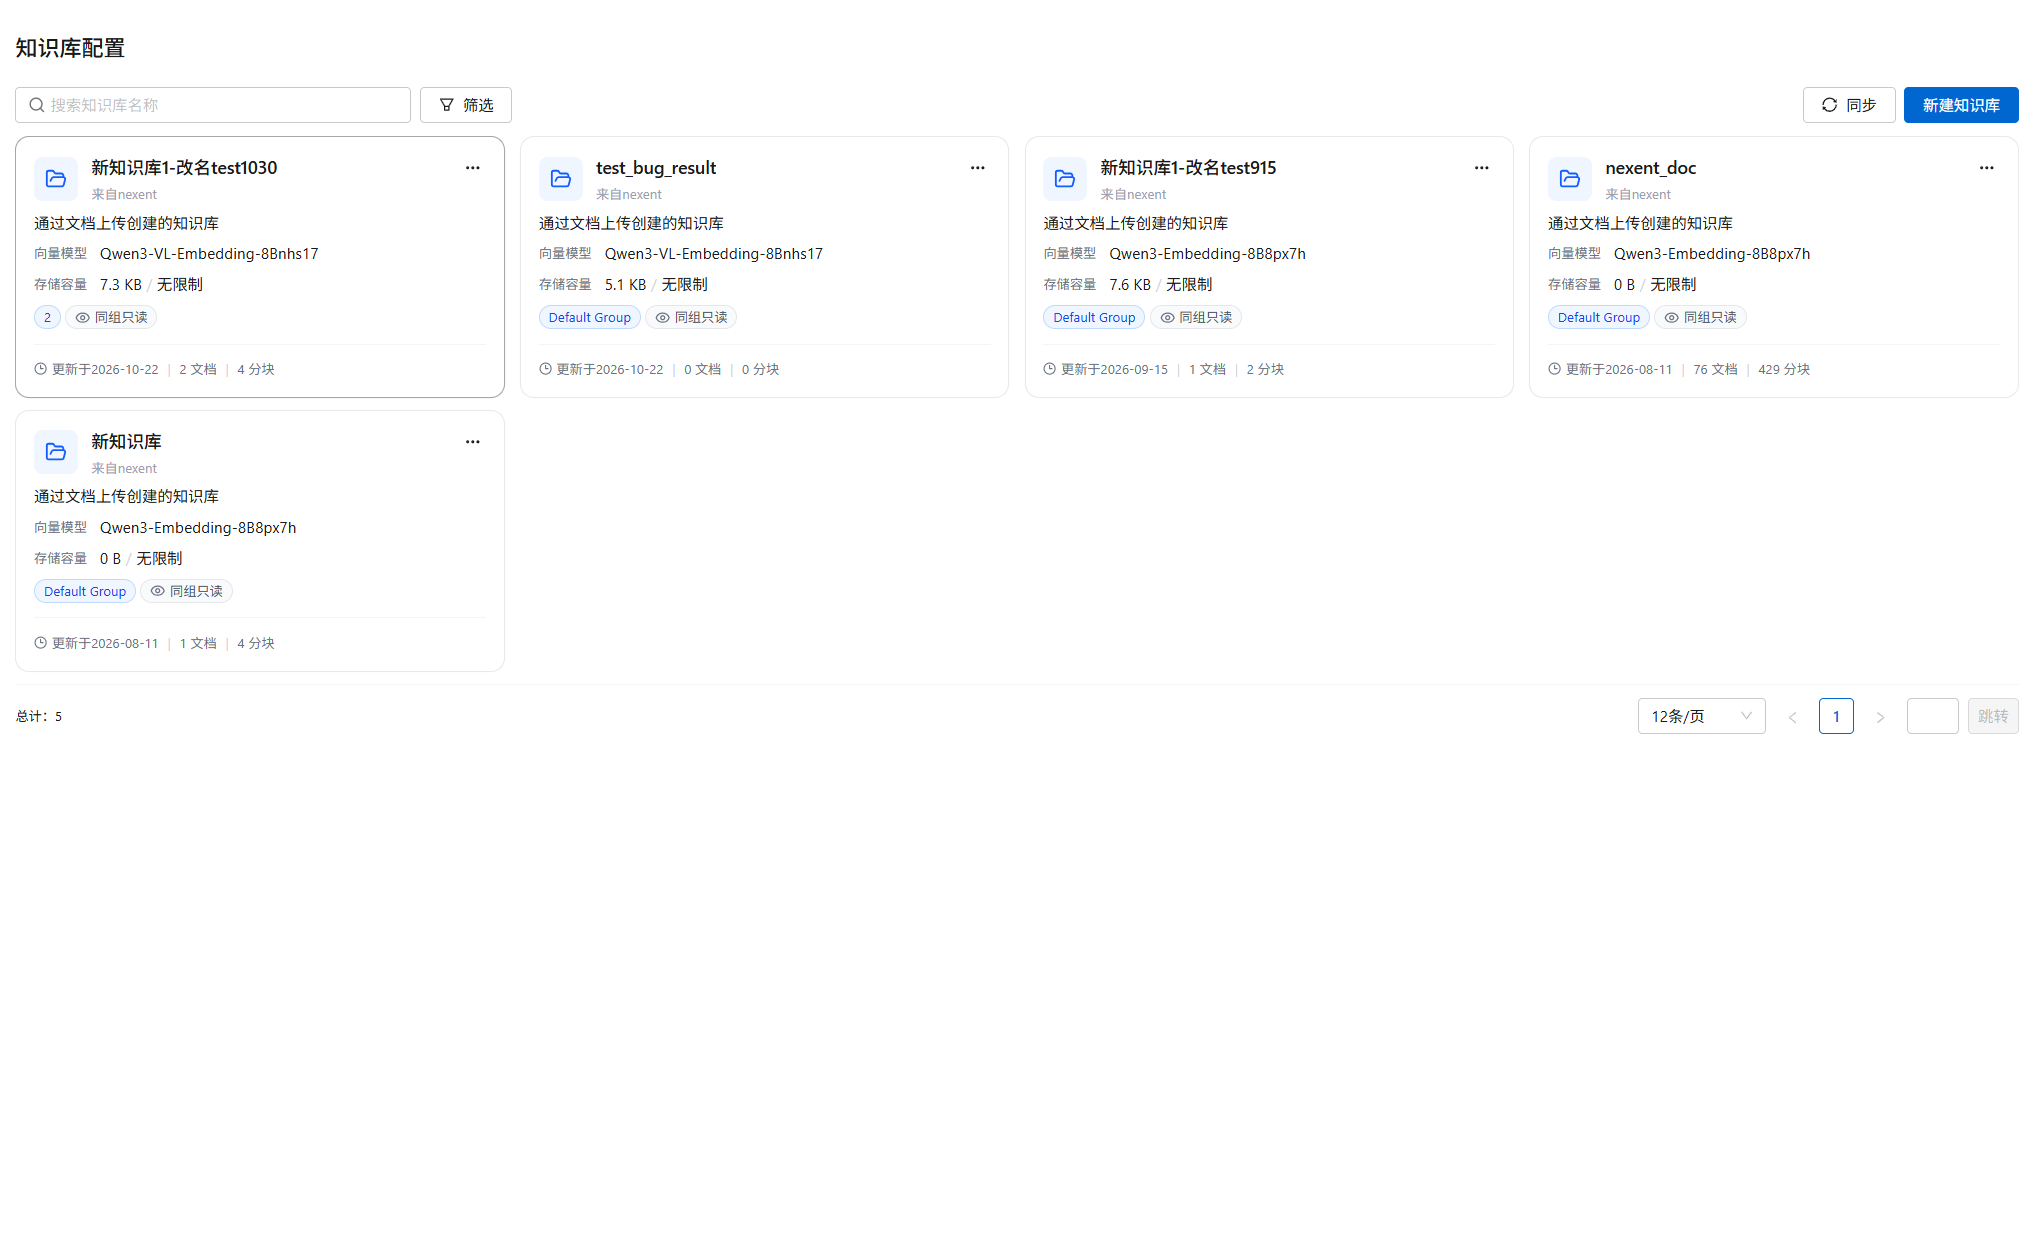 知识库配置
搜索知识库名称 筛选 同步 新建知识库
新知识库1-改名test1030
来自nexent
通过文档上传创建的知识库
向量模型 Qwen3-VL-Embedding-8Bnhs17
存储容量 7.3 KB / 无限制
2 同组只读
更新于2026-10-22 | 2 文档 | 4 分块
test_bug_result
来自nexent
通过文档上传创建的知识库
向量模型 Qwen3-VL-Embedding-8Bnhs17
存储容量 5.1 KB / 无限制
Default Group 同组只读
更新于2026-10-22 | 0 文档 | 0 分块
新知识库1-改名test915
来自nexent
通过文档上传创建的知识库
向量模型 Qwen3-Embedding-8B8px7h
存储容量 7.6 KB / 无限制
Default Group 同组只读
更新于2026-09-15 | 1 文档 | 2 分块
nexent_doc
来自nexent
通过文档上传创建的知识库
向量模型 Qwen3-Embedding-8B8px7h
存储容量 0 B / 无限制
Default Group 同组只读
更新于2026-08-11 | 76 文档 | 429 分块
新知识库
来自nexent
通过文档上传创建的知识库
向量模型 Qwen3-Embedding-8B8px7h
存储容量 0 B / 无限制
Default Group 同组只读
更新于2026-08-11 | 1 文档 | 4 分块
总计：5 12条/页 < 1 > 跳转